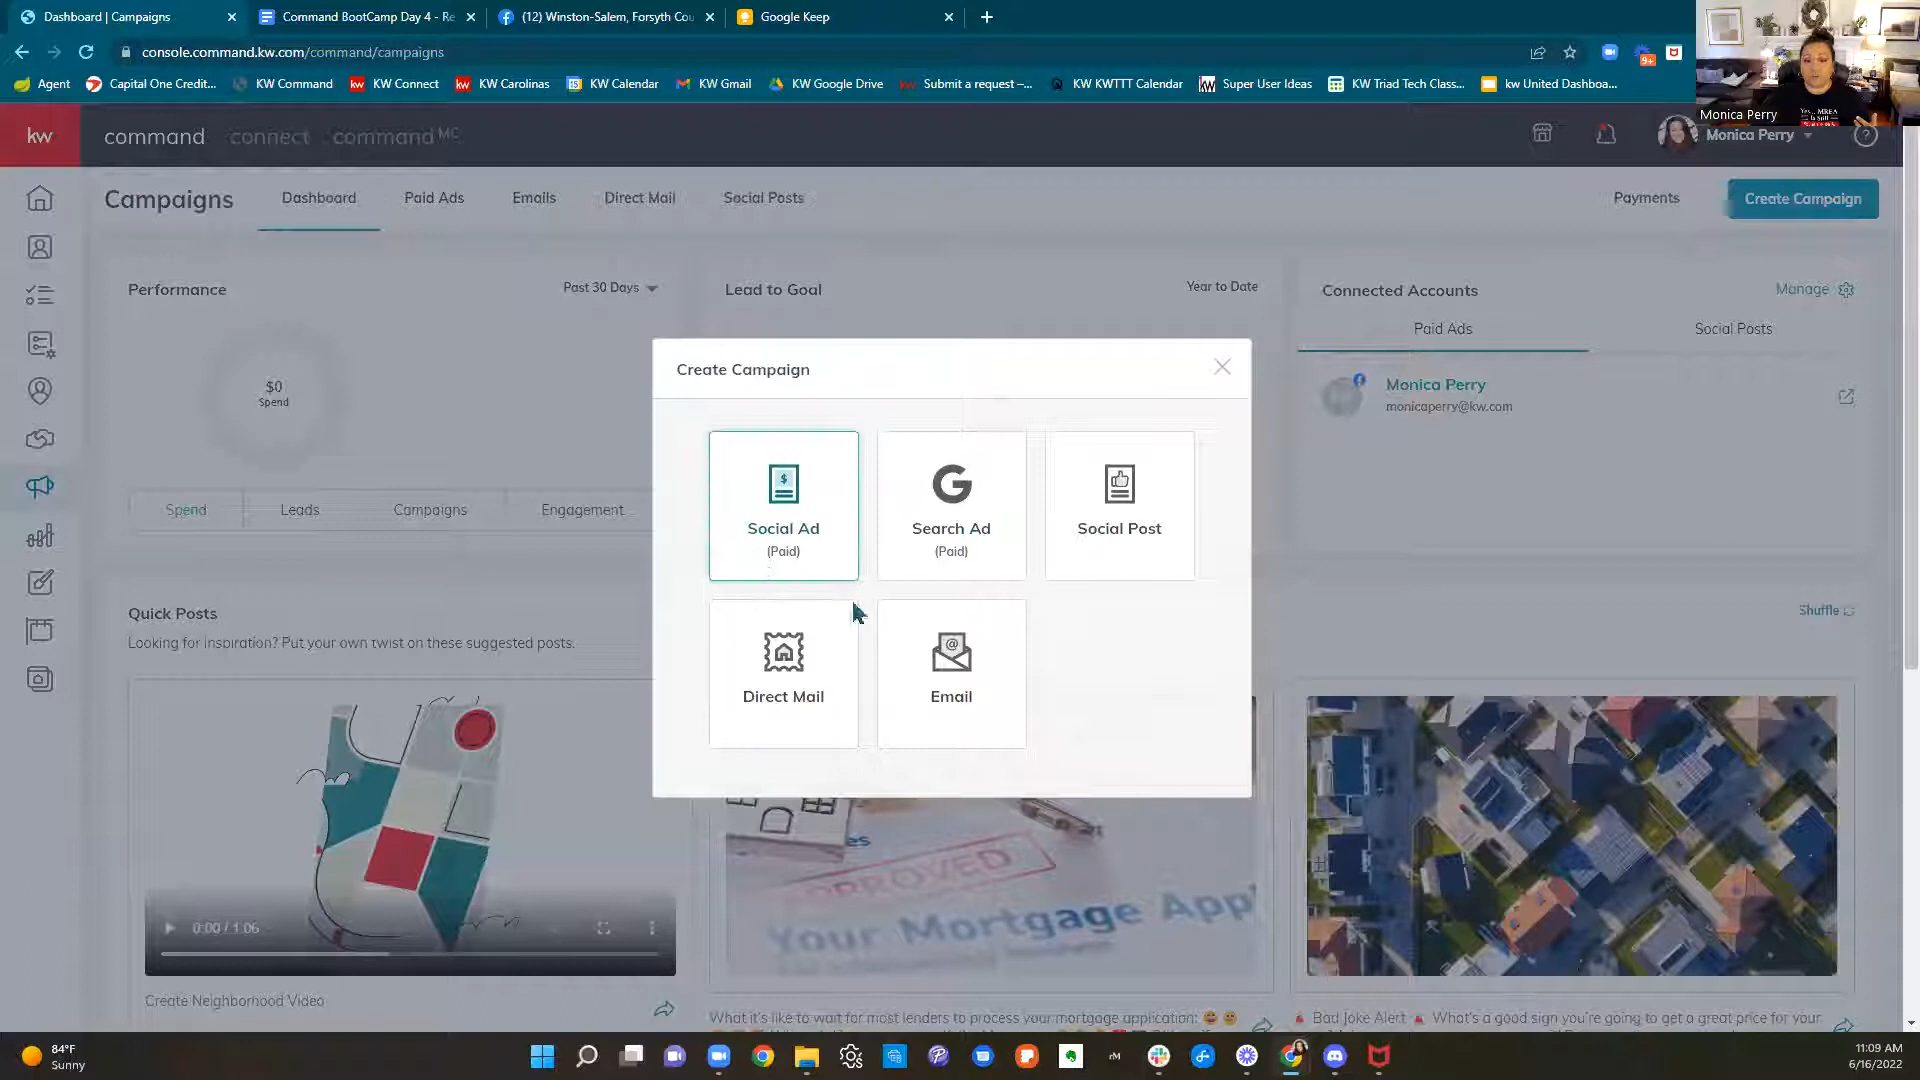 Dashboard | Campaigns
Command BootCamp Day 4 - Re
(12) Winston-Salem, Forsyth Cou
Google Keep
console.command.kw.com/command/campaigns
Agent
Capital One Credit...
KW Command
KW Connect
KW Carolinas
KW Calendar
KW Gmail
KW Google Drive
Submit a request –...
KW KWTTT Calendar
Super User Ideas
KW Triad Tech Class...
kw United Dashboa...
9+
Yes... MREA
is Still
Monica Perry
kw
command
connect
command MC
Monica Perry
Campaigns
Dashboard
Paid Ads
Emails
Direct Mail
Social Posts
Payments
Create Campaign
Performance
Past 30 Days
Lead to Goal
Year to Date
Connected Accounts
Manage
Paid Ads
Social Posts
$0
Spend
Monica Perry
monicaperry@kw.com
Spend
Leads
Campaigns
Engagement
Create Campaign
Social Ad
(Paid)
Search Ad
(Paid)
Social Post
Direct Mail
Email
Quick Posts
Looking for inspiration? Put your own twist on these suggested posts.
Shuffle
0:00 / 1:06
APPROVED
Your Mortgage App
Create Neighborhood Video
What it's like to wait for most lenders to process your mortgage application: 😄 😐
Bad Joke Alert 🚨 What's a good sign you're going to get a great price for your
84°F
Sunny
11:09 AM
6/16/2022